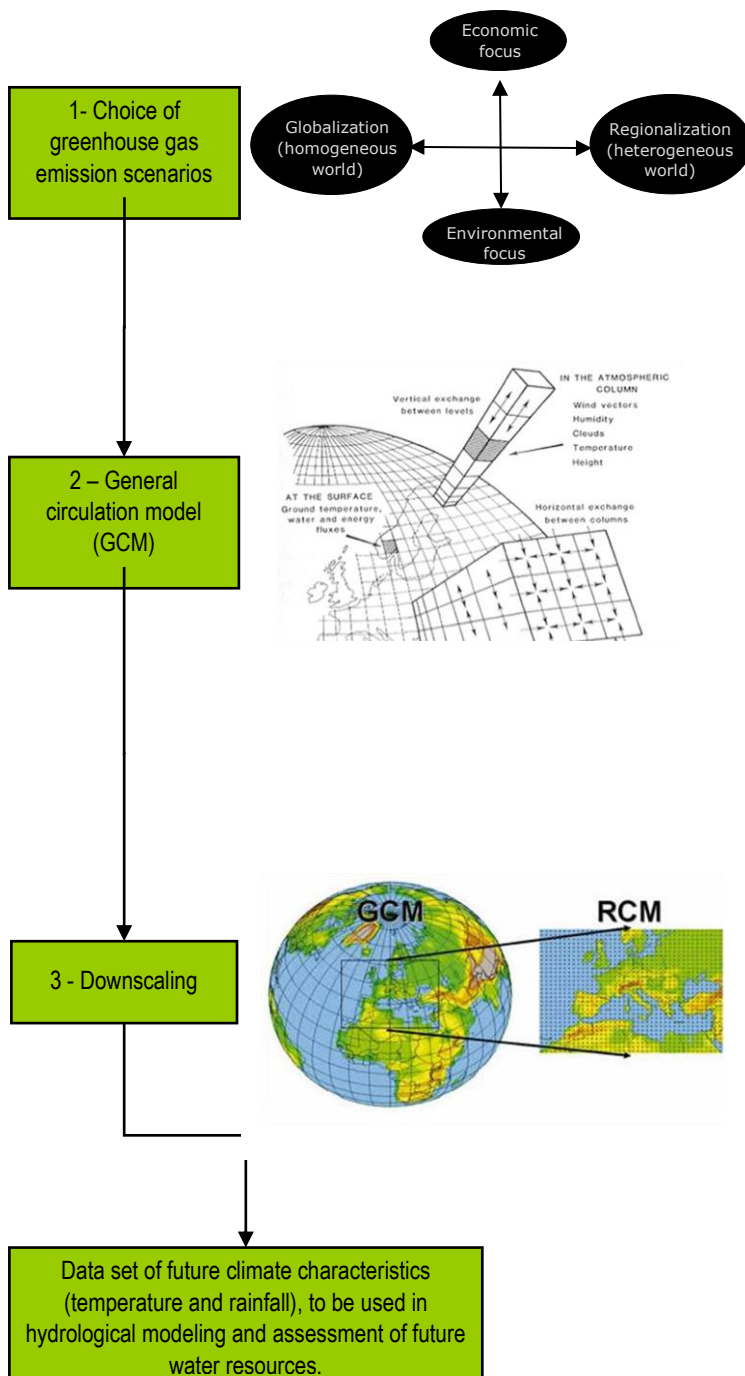 Economic
focus
1- Choice of
greenhouse gas
emission scenarios
Globalization
(homogeneous
world)
Regionalization
(heterogeneous
world)
Environmental
focus
IN THE ATMOSPHERIC
COLUMN
Wind vectors
Humidity
Clouds
Temperature
Height
Vertical exchange
between levels
2 – General
circulation model
(GCM)
AT THE SURFACE
Ground temperature,
water and energy
fluxes
Horizontal exchange
between columns
GCM
RCM
3 - Downscaling
Data set of future climate characteristics
(temperature and rainfall), to be used in
hydrological modeling and assessment of future
water resources.